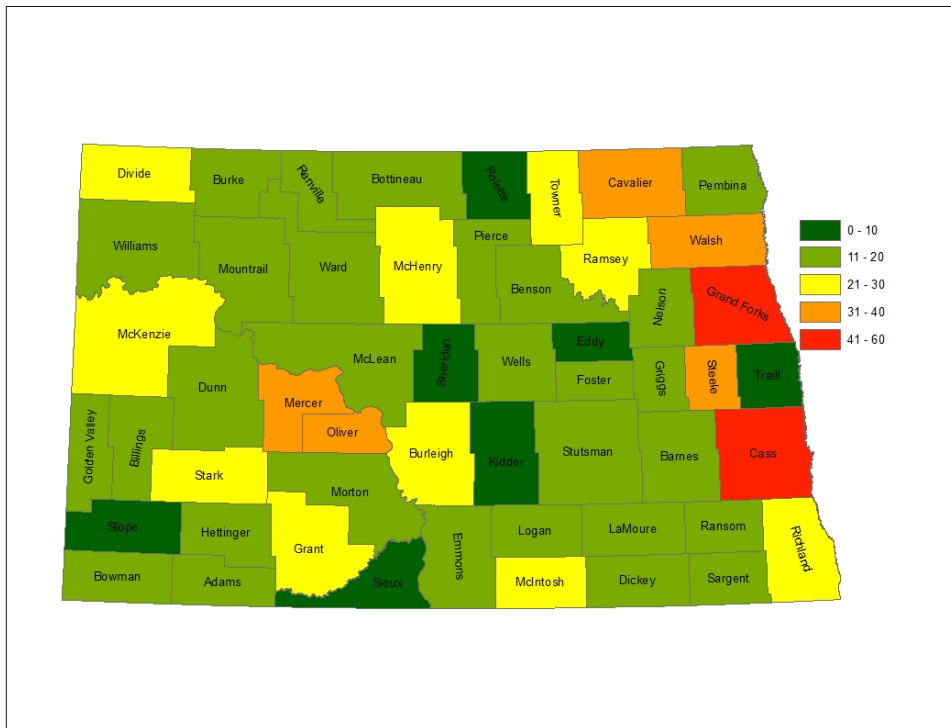 Divide
Burke
Renville
Bottineau
Rolette
Towner
Cavalier
Pembina
Williams
Mountrail
Ward
McHenry
Pierce
Benson
Ramsey
Walsh
0 - 10
11 - 20
21 - 30
31 - 40
41 - 60
McKenzie
Nelson
Grand Forks
Dunn
McLean
Sheridan
Wells
Eddy
Foster
Griggs
Steele
Traill
Golden Valley
Billings
Mercer
Oliver
Burleigh
Kidder
Stutsman
Barnes
Cass
Stark
Morton
Slope
Hettinger
Grant
Emmons
Logan
LaMoure
Ransom
Richland
Bowman
Adams
Sioux
McIntosh
Dickey
Sargent